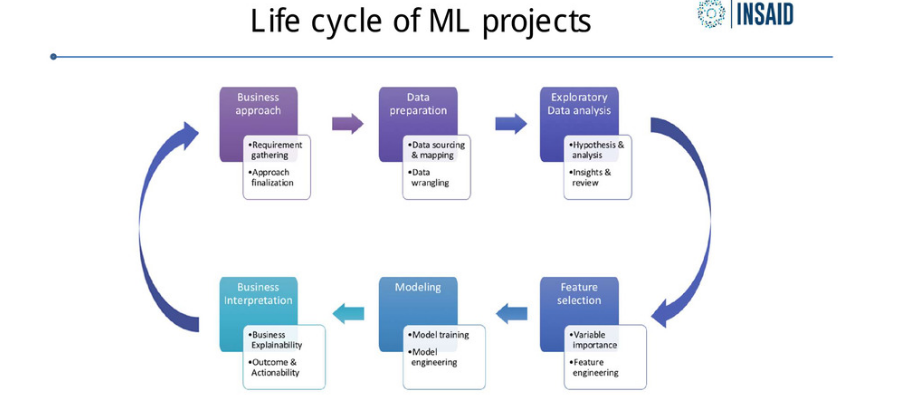 Life cycle of ML projects
INSAID
Business
approach
•Requirement
gathering
•Approach
finalization
Data
preparation
•Data sourcing
& mapping
•Data
wrangling
Exploratory
Data analysis
•Hypothesis &
analysis
•Insights &
review
Feature
selection
•Variable
importance
•Feature
engineering
Modeling
•Model training
•Model
engineering
Business
Interpretation
•Business
Explainability
•Outcome &
Actionability